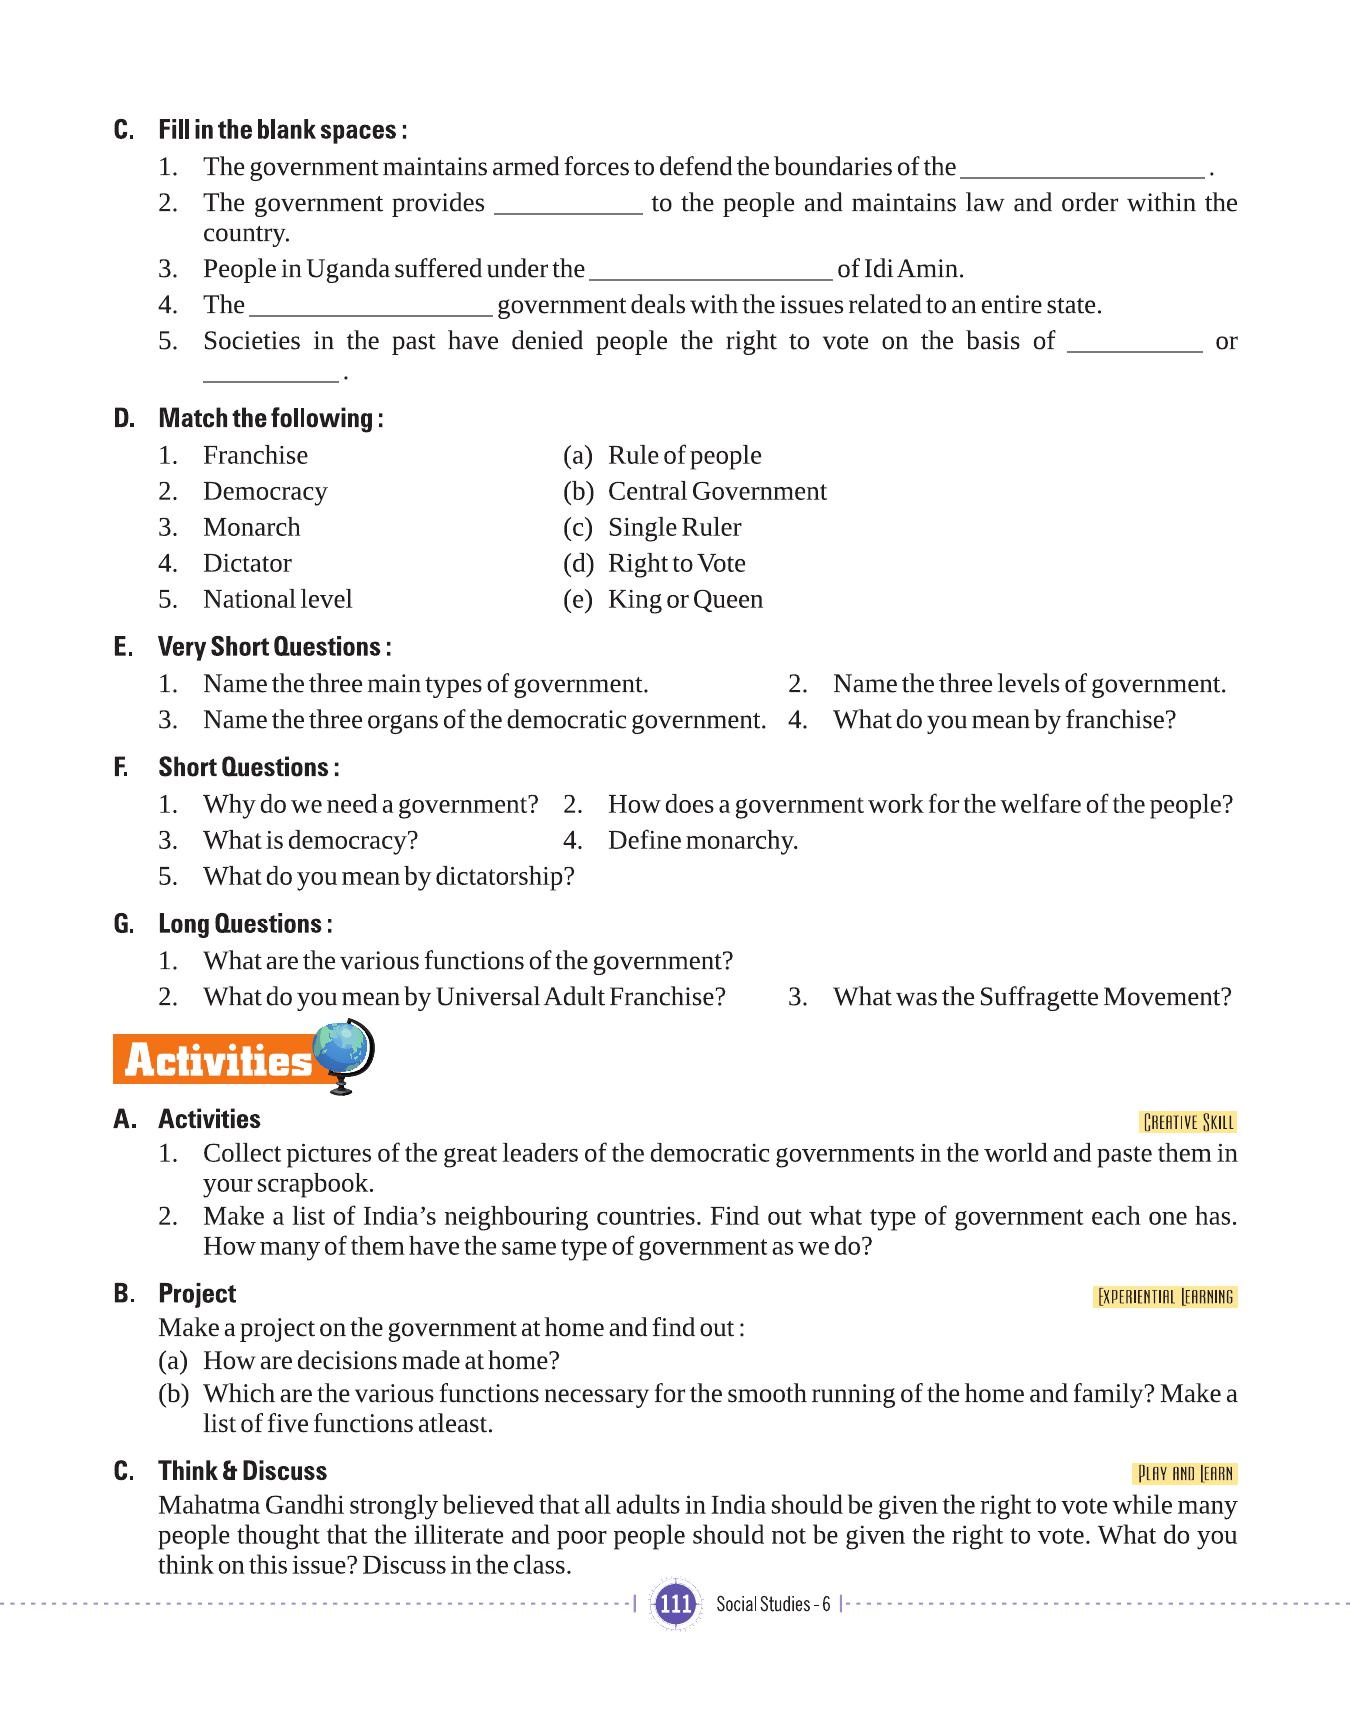 C. Fill in the blank spaces :
1. The government maintains armed forces to defend the boundaries of the __________________ .
2. The government provides ___________ to the people and maintains law and order within the
country.
3. People in Uganda suffered under the __________________ of Idi Amin.
4. The __________________ government deals with the issues related to an entire state.
5. Societies in the past have denied people the right to vote on the basis of __________ or
__________ .
D. Match the following :
1. Franchise (a) Rule of people
2. Democracy (b) Central Government
3. Monarch (c) Single Ruler
4. Dictator (d) Right to Vote
5. National level (e) King or Queen
E. Very Short Questions :
1. Name the three main types of government. 2. Name the three levels of government.
3. Name the three organs of the democratic government. 4. What do you mean by franchise?
F. Short Questions :
1. Why do we need a government? 2. How does a government work for the welfare of the people?
3. What is democracy? 4. Define monarchy.
5. What do you mean by dictatorship?
G. Long Questions :
1. What are the various functions of the government?
2. What do you mean by Universal Adult Franchise? 3. What was the Suffragette Movement?
Activities
A. Activities CREATIVE SKILL
1. Collect pictures of the great leaders of the democratic governments in the world and paste them in
your scrapbook.
2. Make a list of India’s neighbouring countries. Find out what type of government each one has.
How many of them have the same type of government as we do?
B. Project EXPERIENTIAL LEARNING
Make a project on the government at home and find out :
(a) How are decisions made at home?
(b) Which are the various functions necessary for the smooth running of the home and family? Make a
list of five functions atleast.
C. Think & Discuss PLAY AND LEARN
Mahatma Gandhi strongly believed that all adults in India should be given the right to vote while many
people thought that the illiterate and poor people should not be given the right to vote. What do you
think on this issue? Discuss in the class.
111 Social Studies - 6